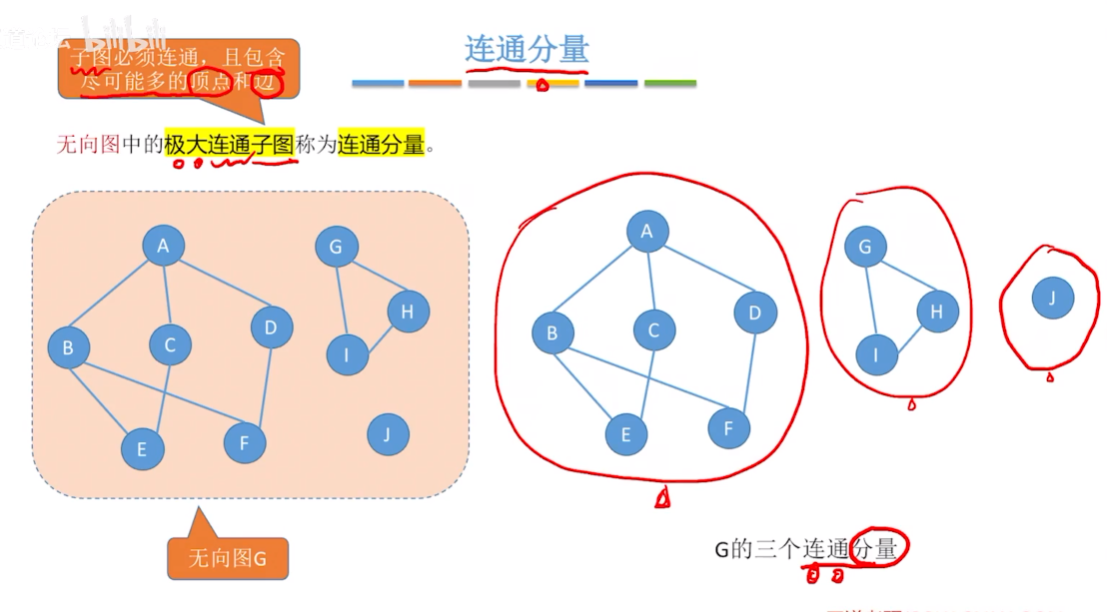 bilibili
连通分量
子图必须连通，且包含
尽可能多的顶点和边
无向图中的极大连通子图称为连通分量。
A
G
B
C
D
H
I
E
F
J
A
G
B
C
D
H
I
J
E
F
无向图G
G的三个连通分量